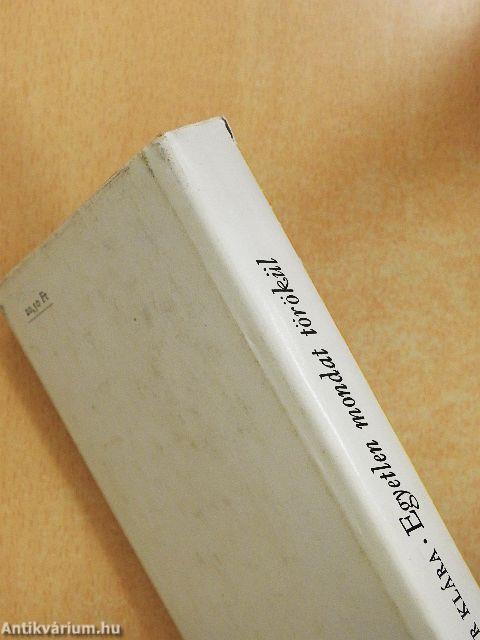 R KLÁRA · Egyetlen mondat törökül
Antikvárium.hu